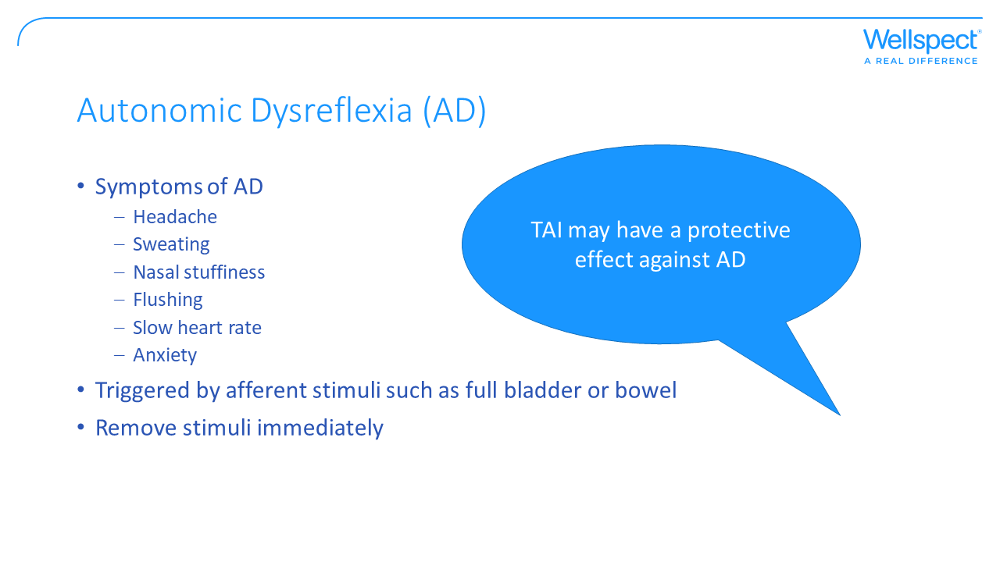 Wellspect®
A REAL DIFFERENCE
Autonomic Dysreflexia (AD)
• Symptoms of AD
– Headache
– Sweating
– Nasal stuffiness
– Flushing
– Slow heart rate
– Anxiety
• Triggered by afferent stimuli such as full bladder or bowel
• Remove stimuli immediately
TAI may have a protective
effect against AD